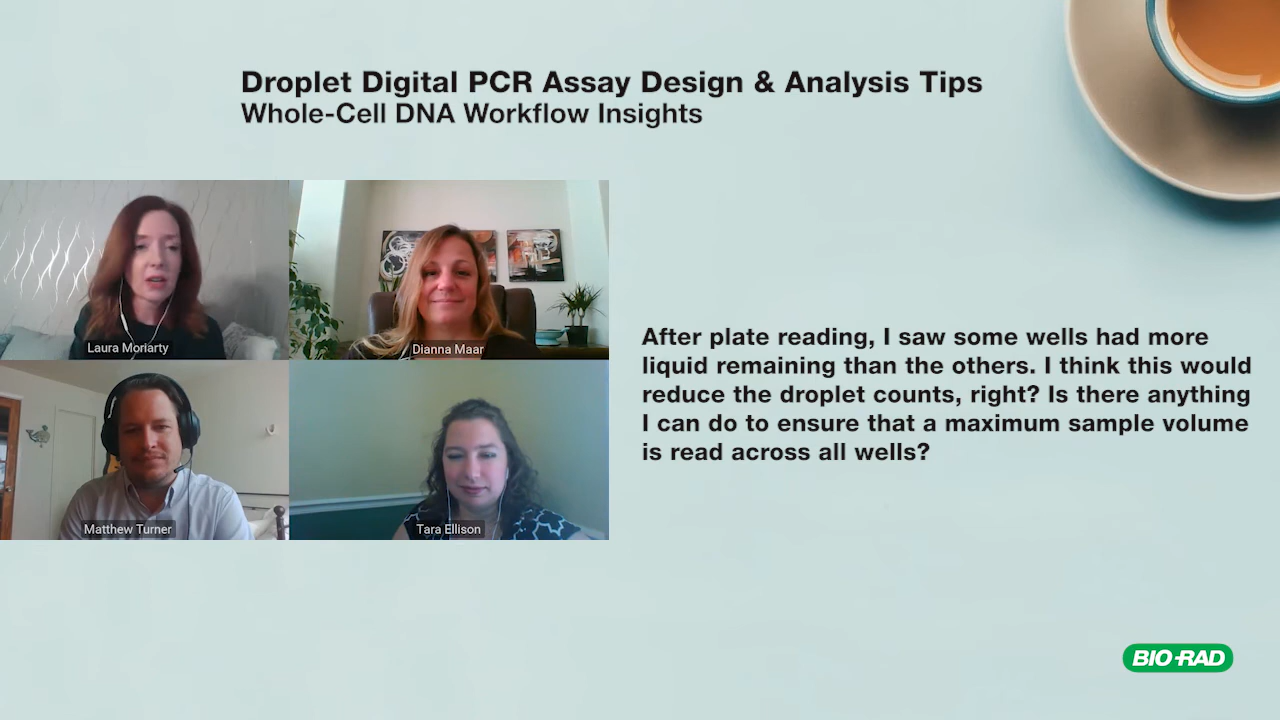 Droplet Digital PCR Assay Design & Analysis Tips
Whole-Cell DNA Workflow Insights
Laura Moriarty
Dianna Maar
Matthew Turner
Tara Ellison
After plate reading, I saw some wells had more
liquid remaining than the others. I think this would
reduce the droplet counts, right? Is there anything
I can do to ensure that a maximum sample volume
is read across all wells?
BIO-RAD